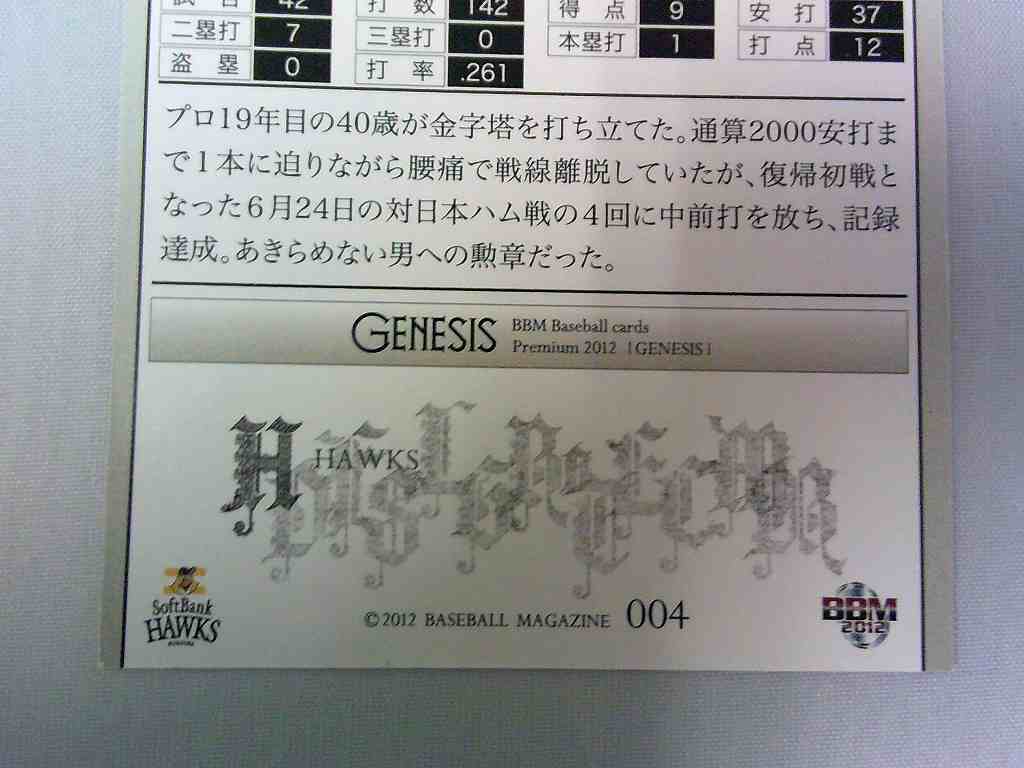 試合 42 打数 142 得点 9 安打 37
二塁打 7 三塁打 0 本塁打 1 打点 12
盗塁 0 打率 .261
プロ19年目の40歳が金字塔を打ち立てた。通算2000安打ま
で1本に迫りながら腰痛で戦線離脱していたが、復帰初戦と
なった6月24日の対日本ハム戦の4回に中前打を放ち、記録
達成。あきらめない男への勲章だった。
GENESIS BBM Baseball cards
Premium 2012 [GENESIS]
H HAWKS
SoftBank
HAWKS
©2012 BASEBALL MAGAZINE 004
BBM
2012